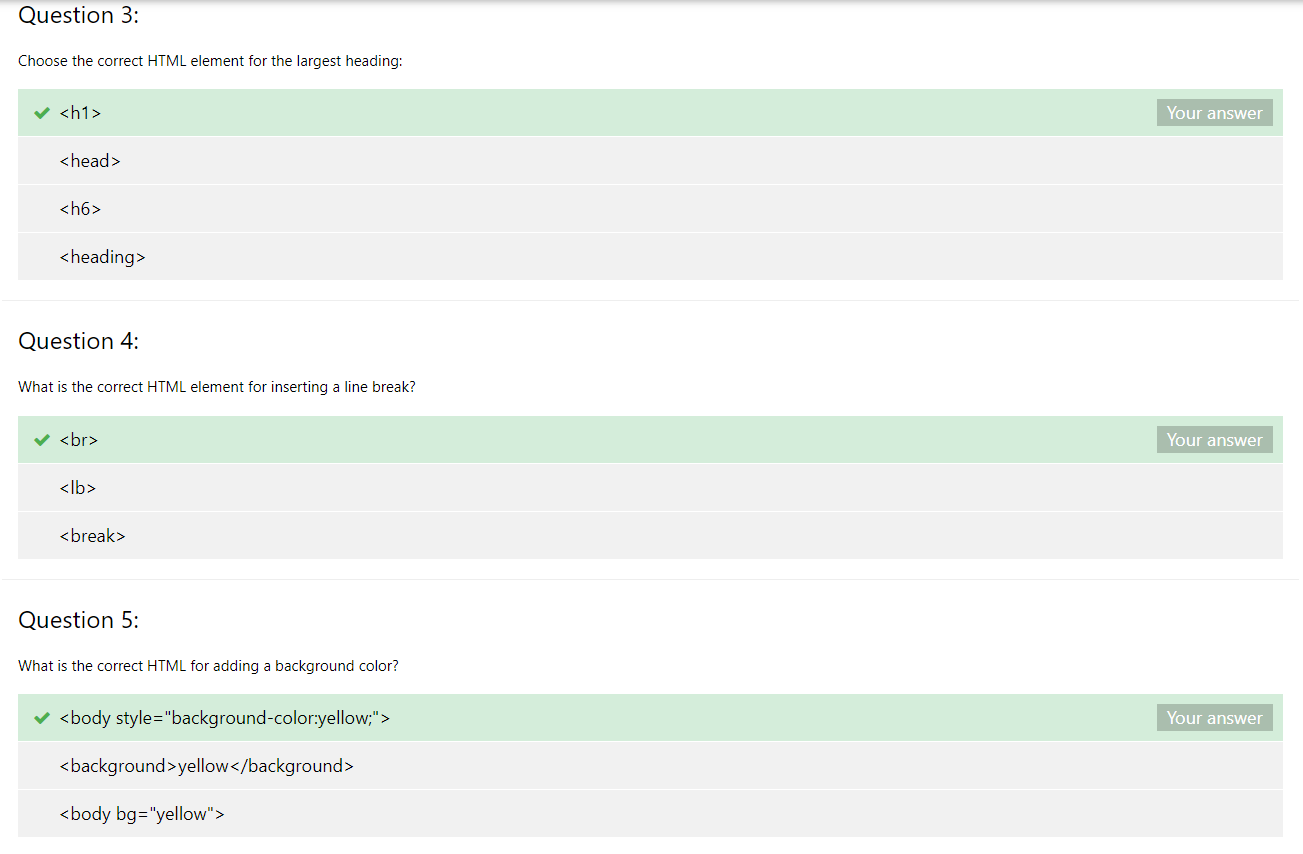 Question 3:
Choose the correct HTML element for the largest heading:
<h1> Your answer
<head>
<h6>
<heading>
Question 4:
What is the correct HTML element for inserting a line break?
<br> Your answer
<lb>
<break>
Question 5:
What is the correct HTML for adding a background color?
<body style="background-color:yellow;"> Your answer
<background>yellow</background>
<body bg="yellow">